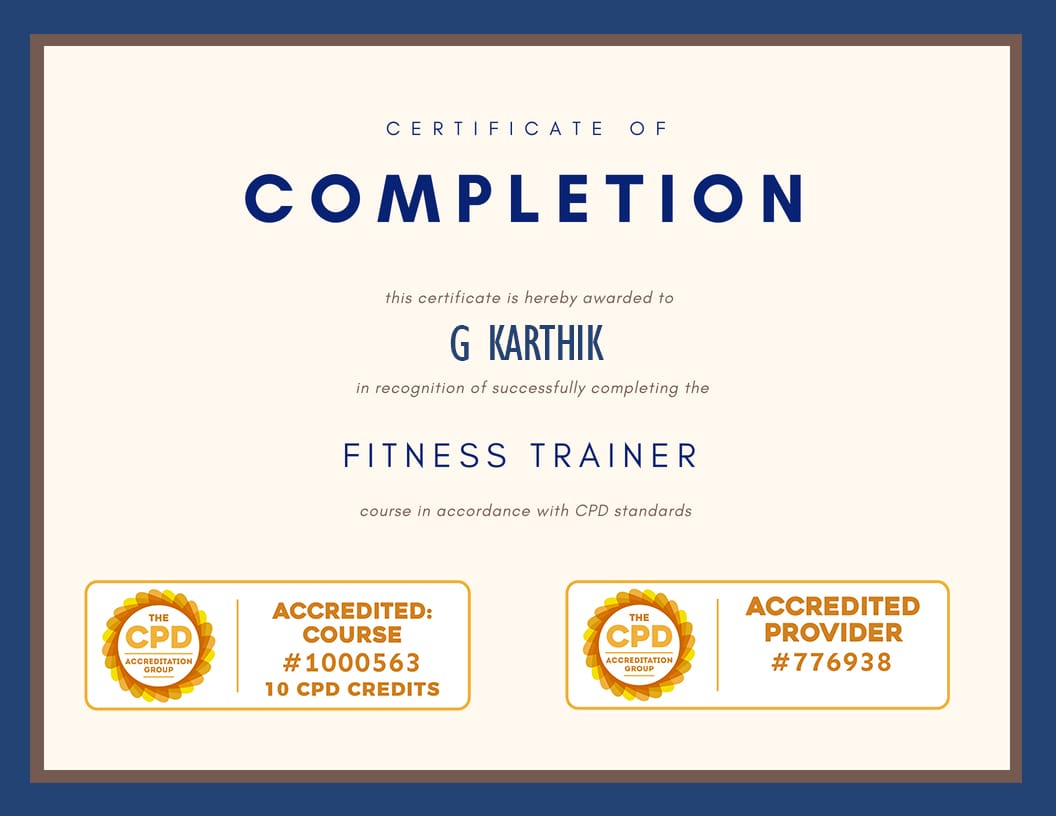 CERTIFICATE OF
COMPLETION
this certificate is hereby awarded to
G KARTHIK
in recognition of successfully completing the
FITNESS TRAINER
course in accordance with CPD standards
THE
CPD
ACCREDITATION
GROUP
ACCREDITED:
COURSE
#1000563
10 CPD CREDITS
THE
CPD
ACCREDITATION
GROUP
ACCREDITED
PROVIDER
#776938